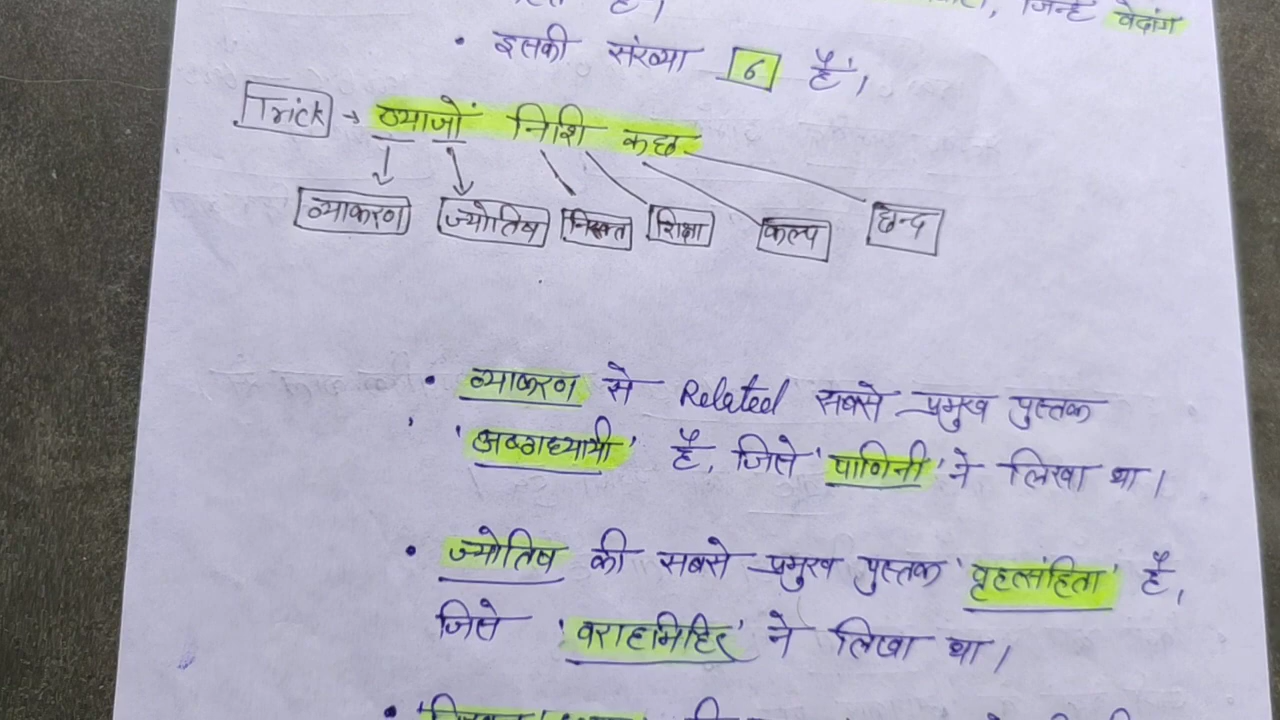 जिन्हे वेदांग
• इसकी संख्या 6 है।
Trick → व्याजों निशि कछ
व्याकरण ज्योतिष निरुक्त शिक्षा कल्प छन्द
• व्याकरण से Related सबसे प्रमुख पुस्तक
'अष्ठाध्यायी' है, जिसे 'पाणिनी' ने लिखा था।
• ज्योतिष की सबसे प्रमुख पुस्तक 'वृहत्संहिता' है,
जिसे 'वराहमिहिर' ने लिखा था।